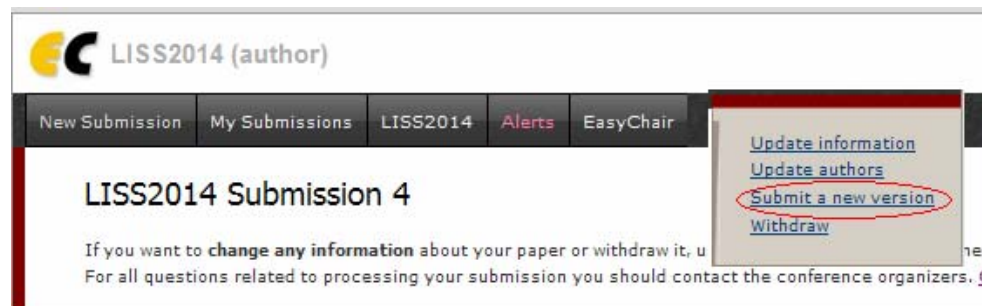 EC LISS2014 (author)
New Submission My Submissions LISS2014 Alerts EasyChair
Update information
Update authors
Submit a new version
Withdraw
LISS2014 Submission 4
If you want to change any information about your paper or withdraw it, u
For all questions related to processing your submission you should contact the conference organizers.